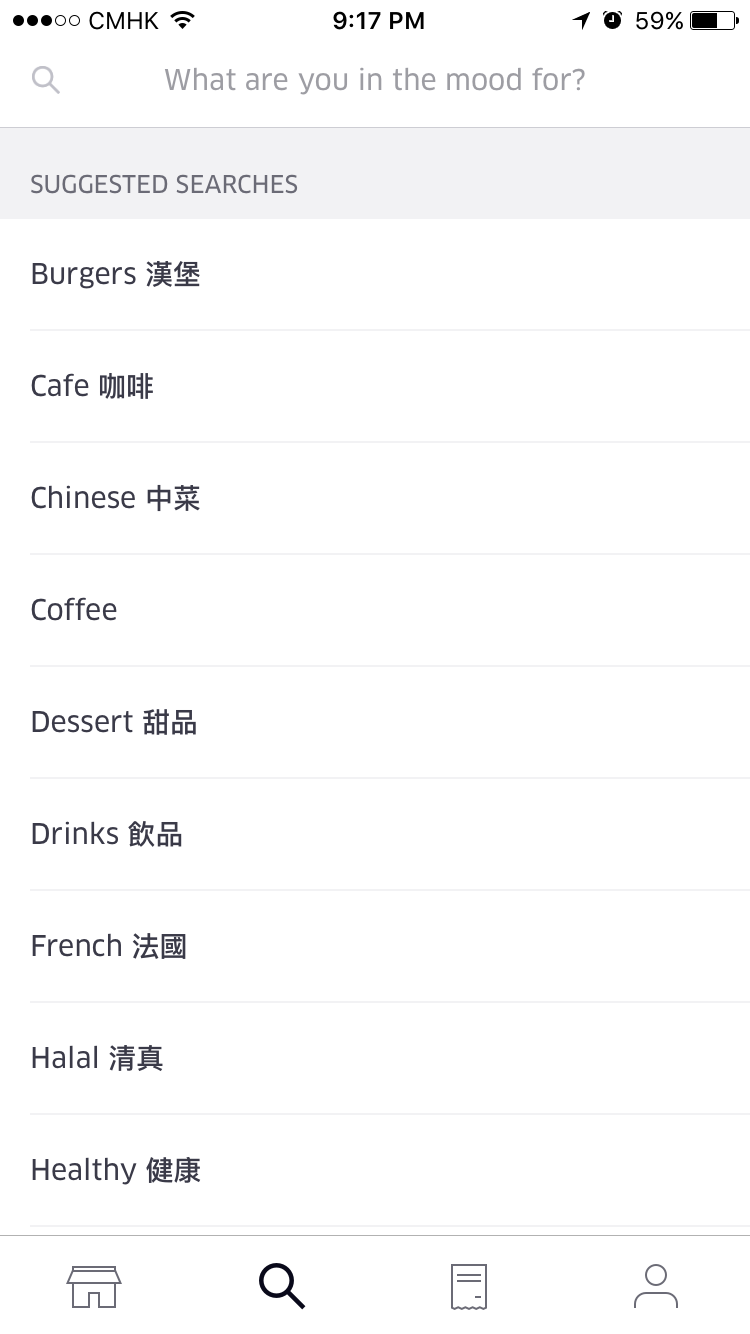 CMHK 9:17 PM 59%
What are you in the mood for?
SUGGESTED SEARCHES
Burgers 漢堡
Cafe 咖啡
Chinese 中菜
Coffee
Dessert 甜品
Drinks 飲品
French 法國
Halal 清真
Healthy 健康